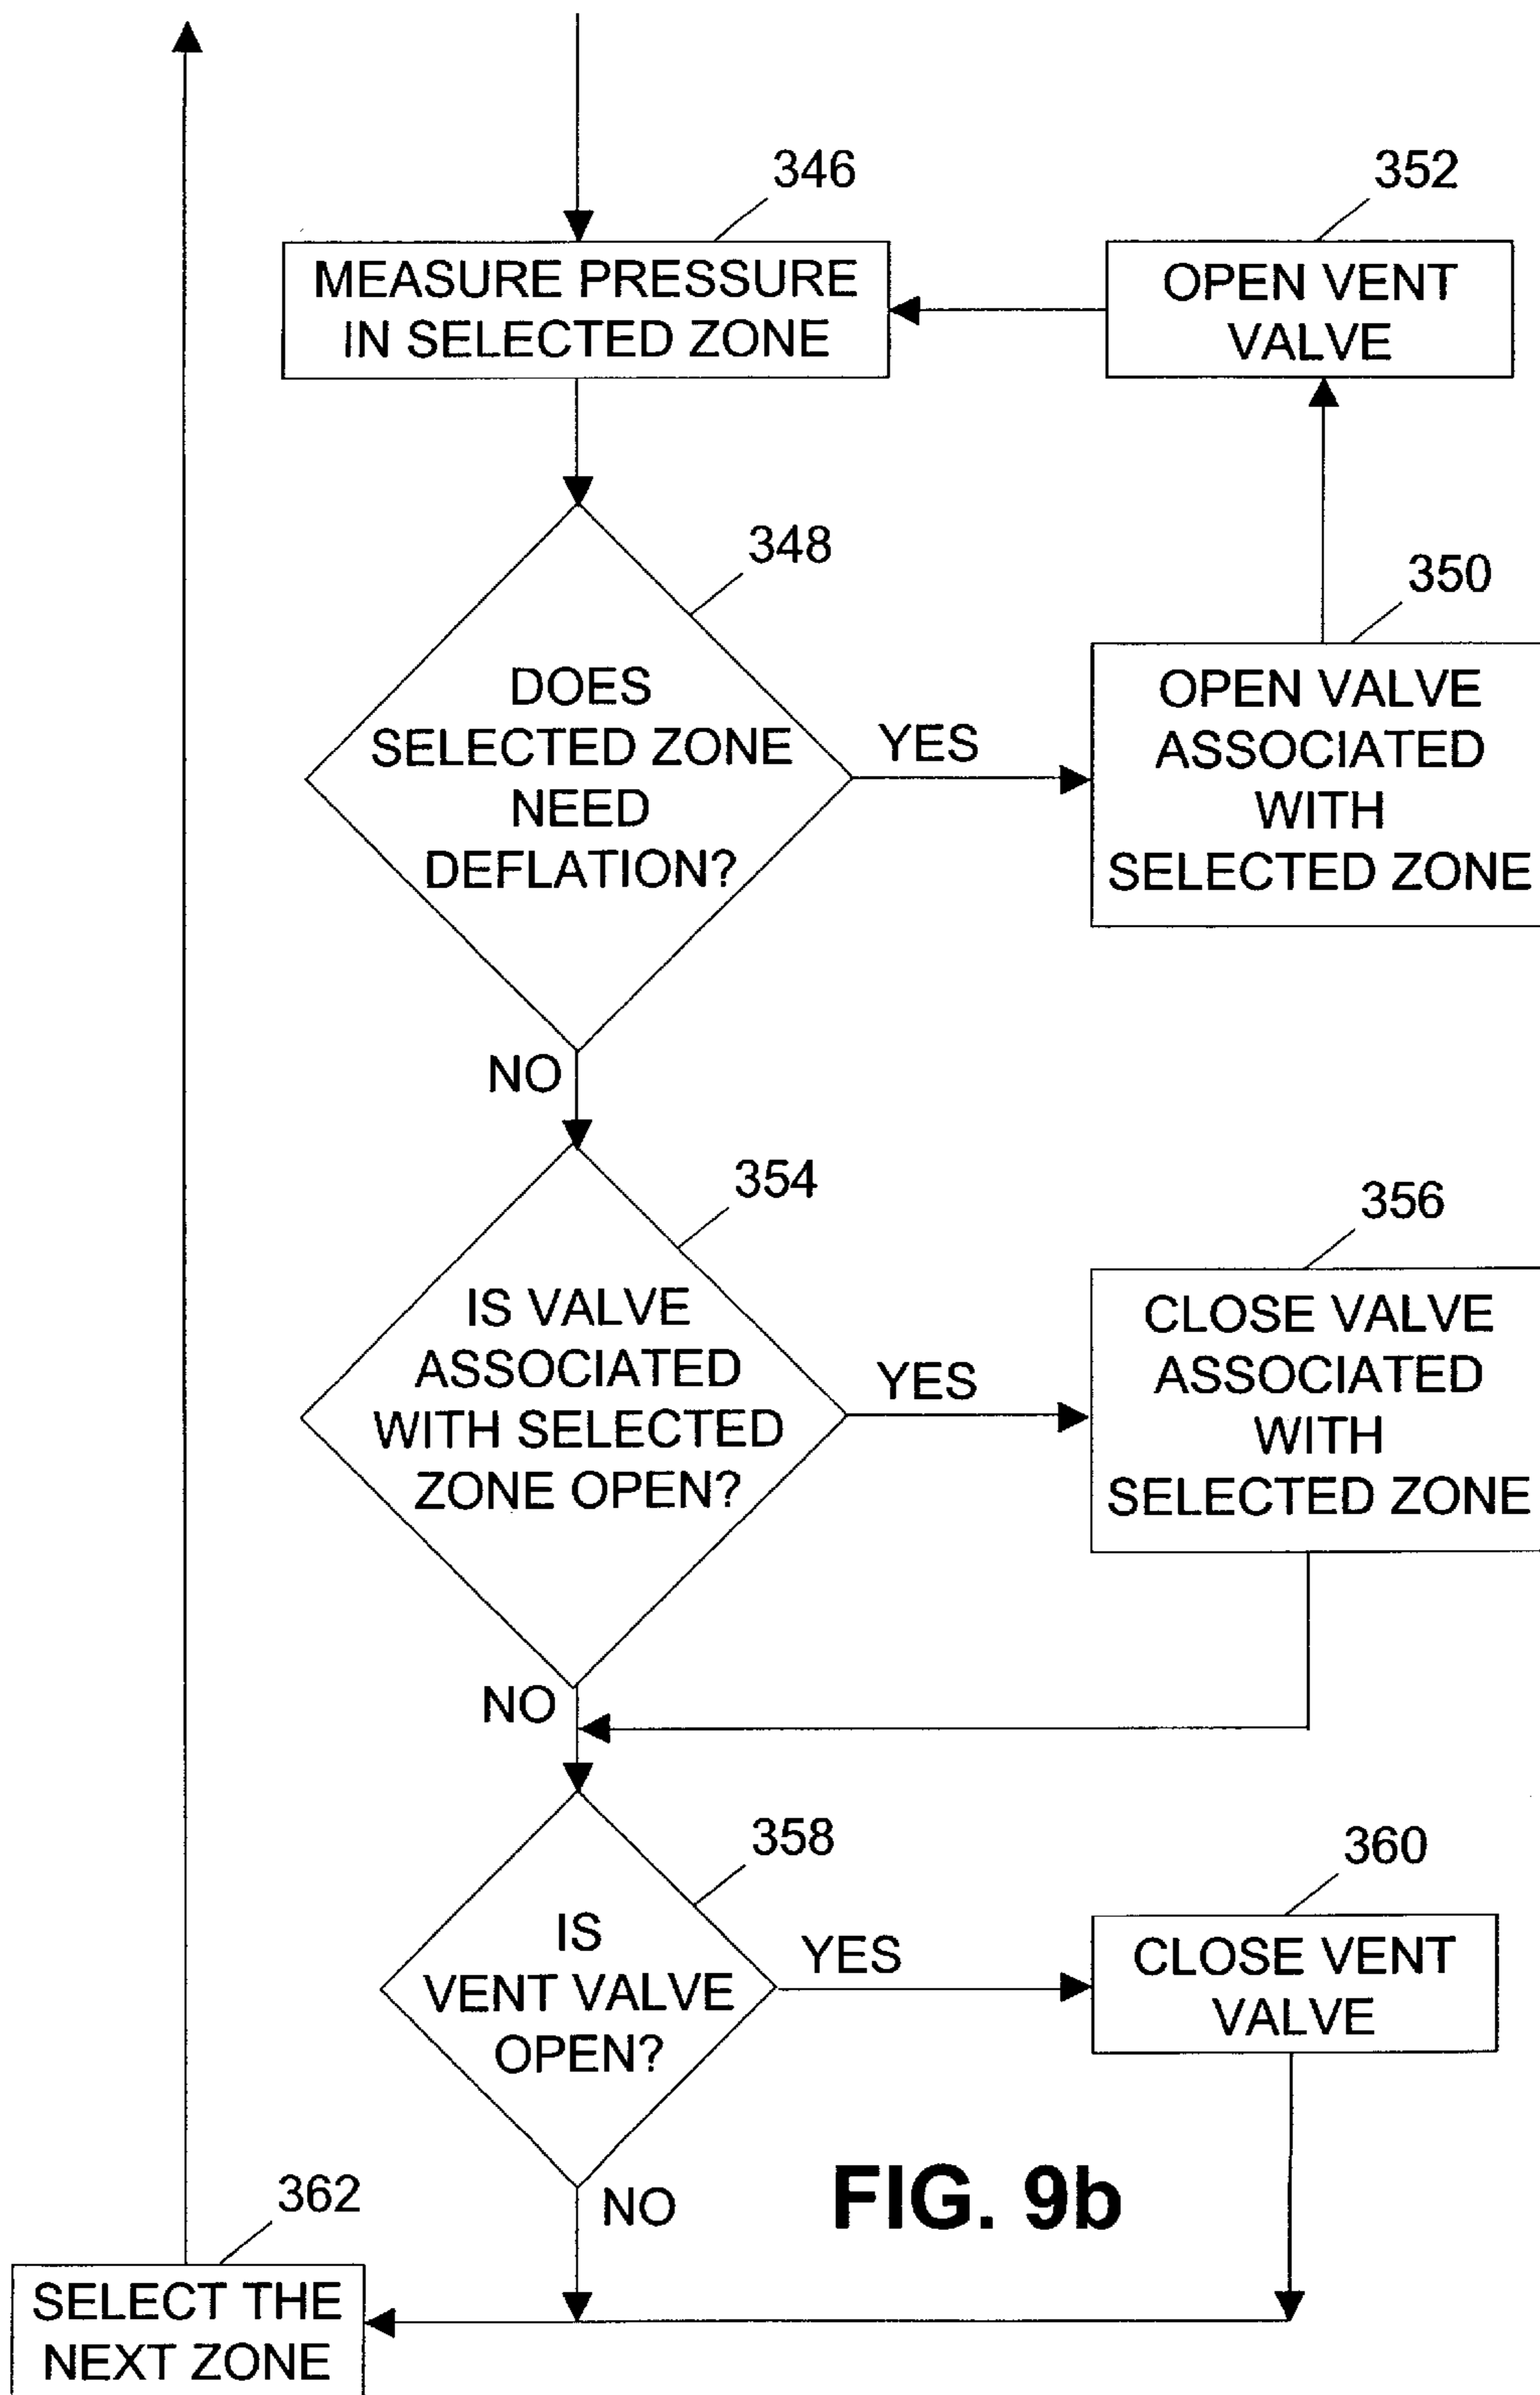 346
MEASURE PRESSURE
IN SELECTED ZONE
352
OPEN VENT
VALVE
348
DOES
SELECTED ZONE
NEED
DEFLATION?
YES
350
OPEN VALVE
ASSOCIATED
WITH
SELECTED ZONE
NO
354
IS VALVE
ASSOCIATED
WITH SELECTED
ZONE OPEN?
YES
356
CLOSE VALVE
ASSOCIATED
WITH
SELECTED ZONE
NO
358
IS
VENT VALVE
OPEN?
YES
360
CLOSE VENT
VALVE
NO
FIG. 9b
362
SELECT THE
NEXT ZONE